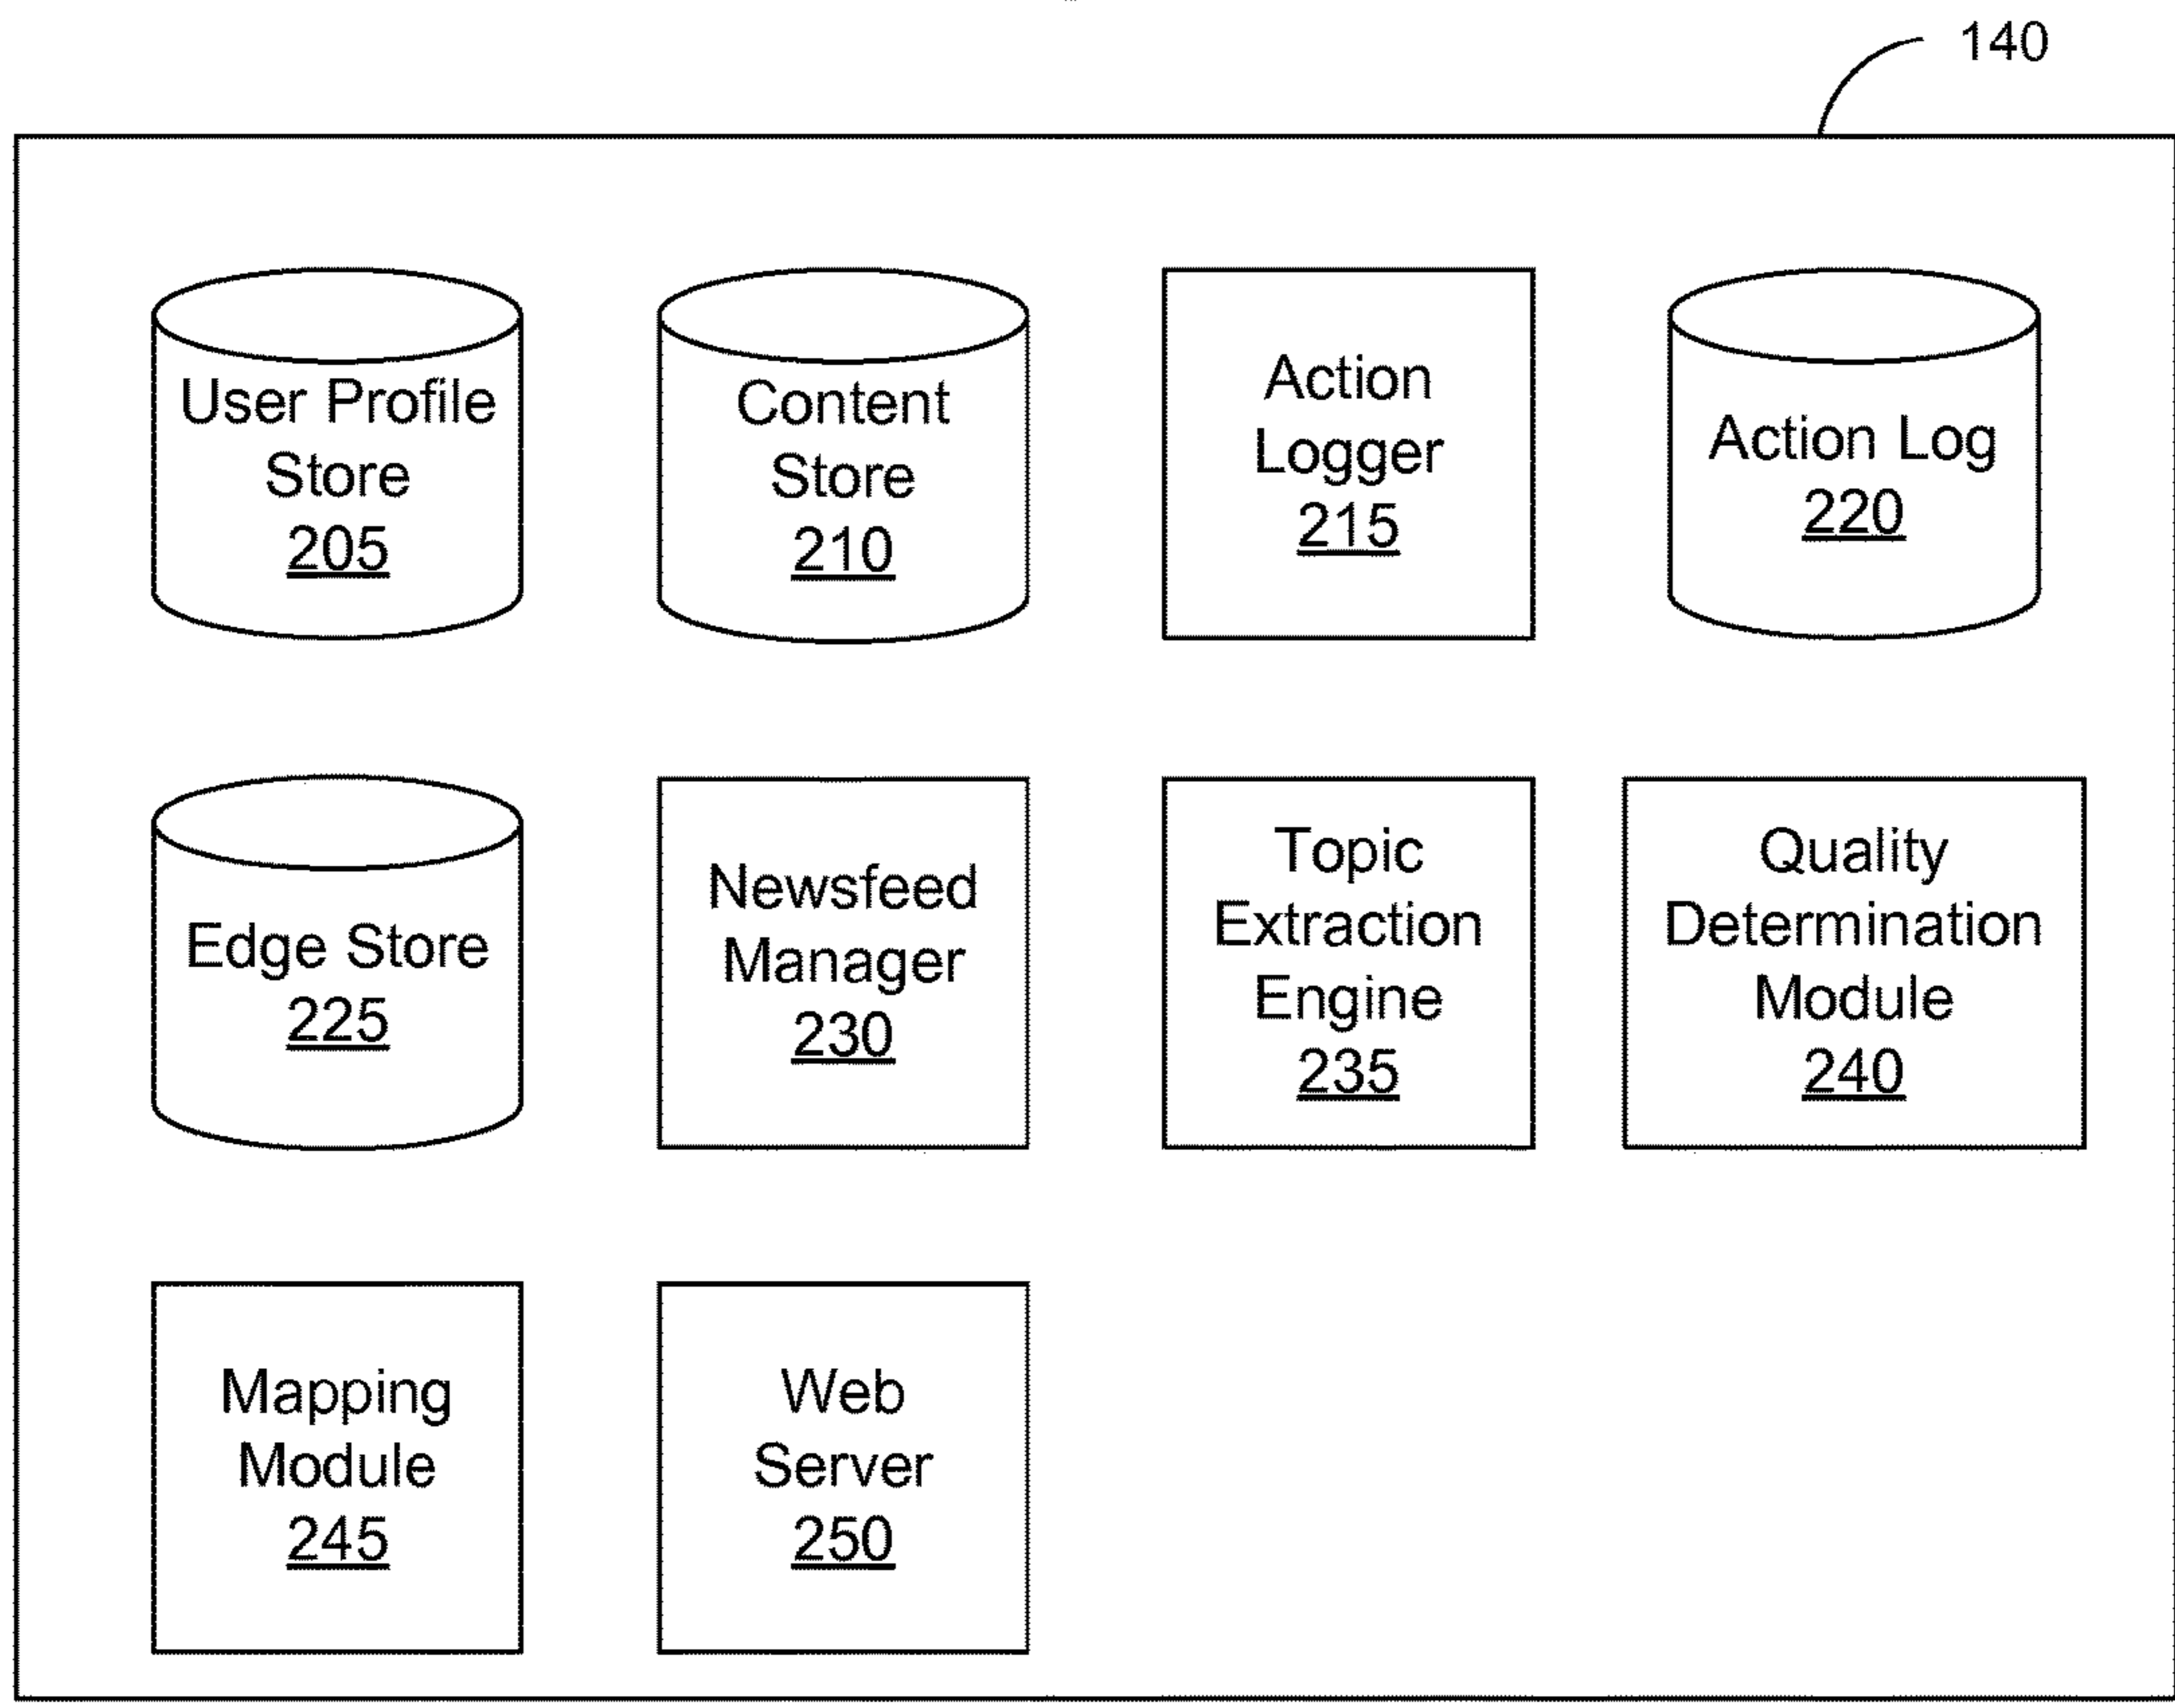 140
User Profile
Store
205
Content
Store
210
Action
Logger
215
Action Log
220
Edge Store
225
Newsfeed
Manager
230
Topic
Extraction
Engine
235
Quality
Determination
Module
240
Mapping
Module
245
Web
Server
250